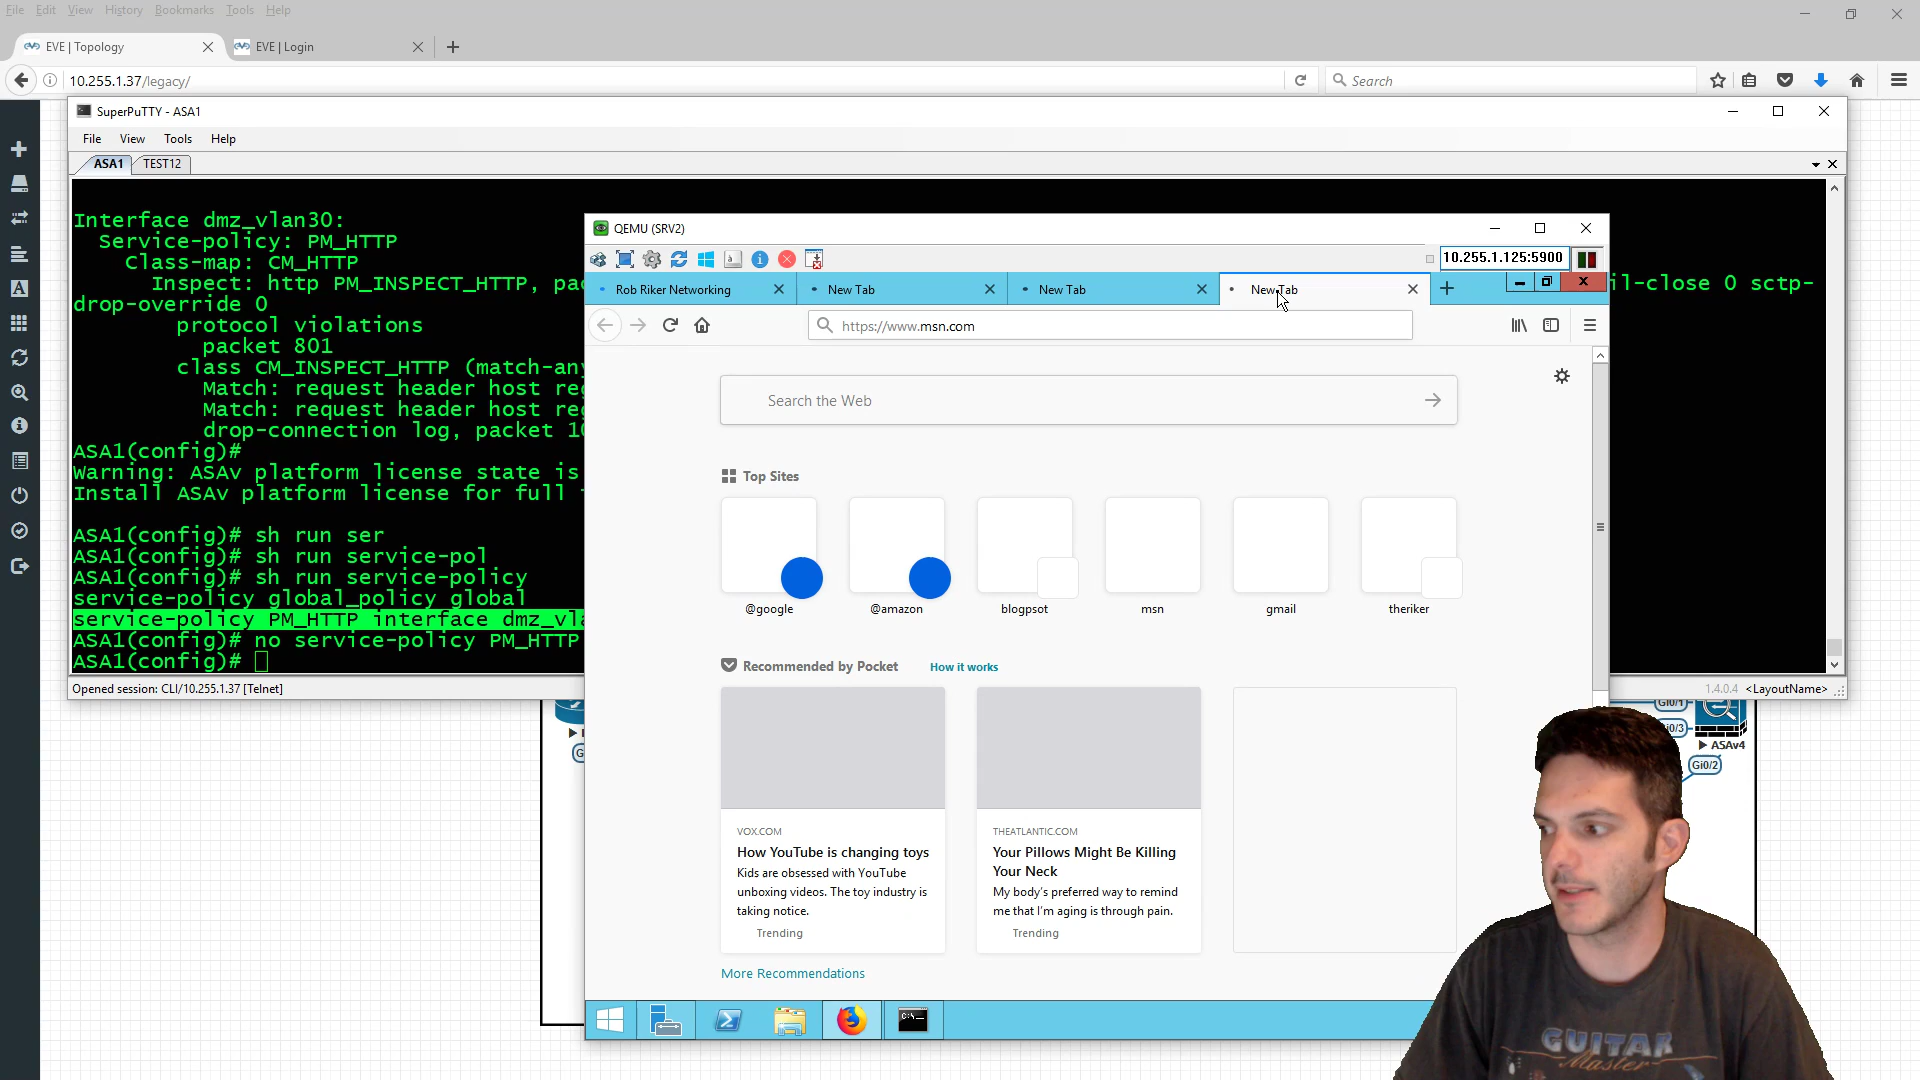 File Edit View History Bookmarks Tools Help
EVE | Topology
EVE | Login
10.255.1.37/legacy/
Search
SuperPuTTY - ASA1
File View Tools Help
ASA1 TEST12
Interface dmz_vlan30:
Service-policy: PM_HTTP
Class-map: CM_HTTP
Inspect: http PM_INSPECT_HTTP,
il-close 0 sctp-
drop-override 0
protocol violations
packet 801
class CM_INSPECT_HTTP
Match: request header host
Match: request header host
drop-connection log, packet
ASA1(config)#
Warning: ASAv platform license state is
Install ASAv platform license for full
ASA1(config)# sh run ser
ASA1(config)# sh run service-pol
ASA1(config)# sh run service-policy
service-policy global_policy global
service-policy PM_HTTP interface
ASA1(config)# no service-policy PM_HTTP
ASA1(config)#
Opened session: CLI/10.255.1.37 [Telnet]
1.4.0.4 <LayoutName>
QEMU (SRV2)
10.255.1.125:5900
Rob Riker Networking
New Tab
New Tab
New Tab
https://www.msn.com
Search the Web
Top Sites
@google
@amazon
blogpsot
msn
gmail
theriker
Recommended by Pocket
How it works
VOX.COM
How YouTube is changing toys
Kids are obsessed with YouTube
unboxing videos. The toy industry is
taking notice.
Trending
THEATLANTIC.COM
Your Pillows Might Be Killing
Your Neck
My body's preferred way to remind
me that I'm aging is through pain.
Trending
More Recommendations
Gi0/1
ASAv4
Gi0/2
GUITAR
Master